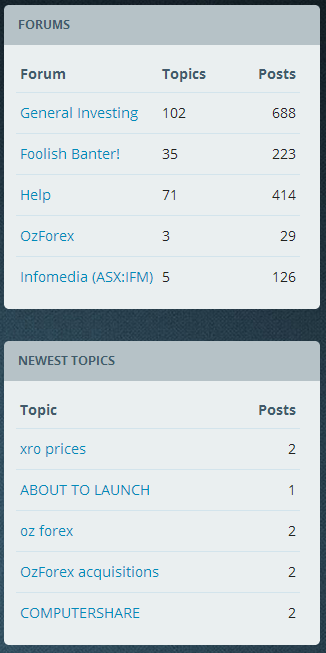 FORUMS
Forum Topics Posts
General Investing 102 688
Foolish Banter! 35 223
Help 71 414
OzForex 3 29
Infomedia (ASX:IFM) 5 126
NEWEST TOPICS
Topic Posts
xro prices 2
ABOUT TO LAUNCH 1
oz forex 2
OzForex acquisitions 2
COMPUTERSHARE 2